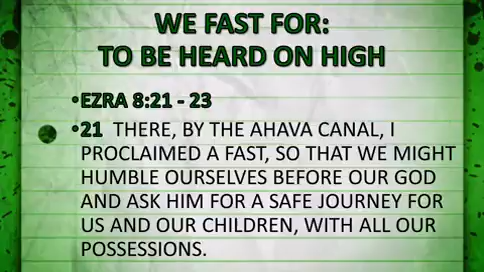 WE FAST FOR:
TO BE HEARD ON HIGH
•EZRA 8:21 - 23
•21 THERE, BY THE AHAVA CANAL, I
PROCLAIMED A FAST, SO THAT WE MIGHT
HUMBLE OURSELVES BEFORE OUR GOD
AND ASK HIM FOR A SAFE JOURNEY FOR
US AND OUR CHILDREN, WITH ALL OUR
POSSESSIONS.